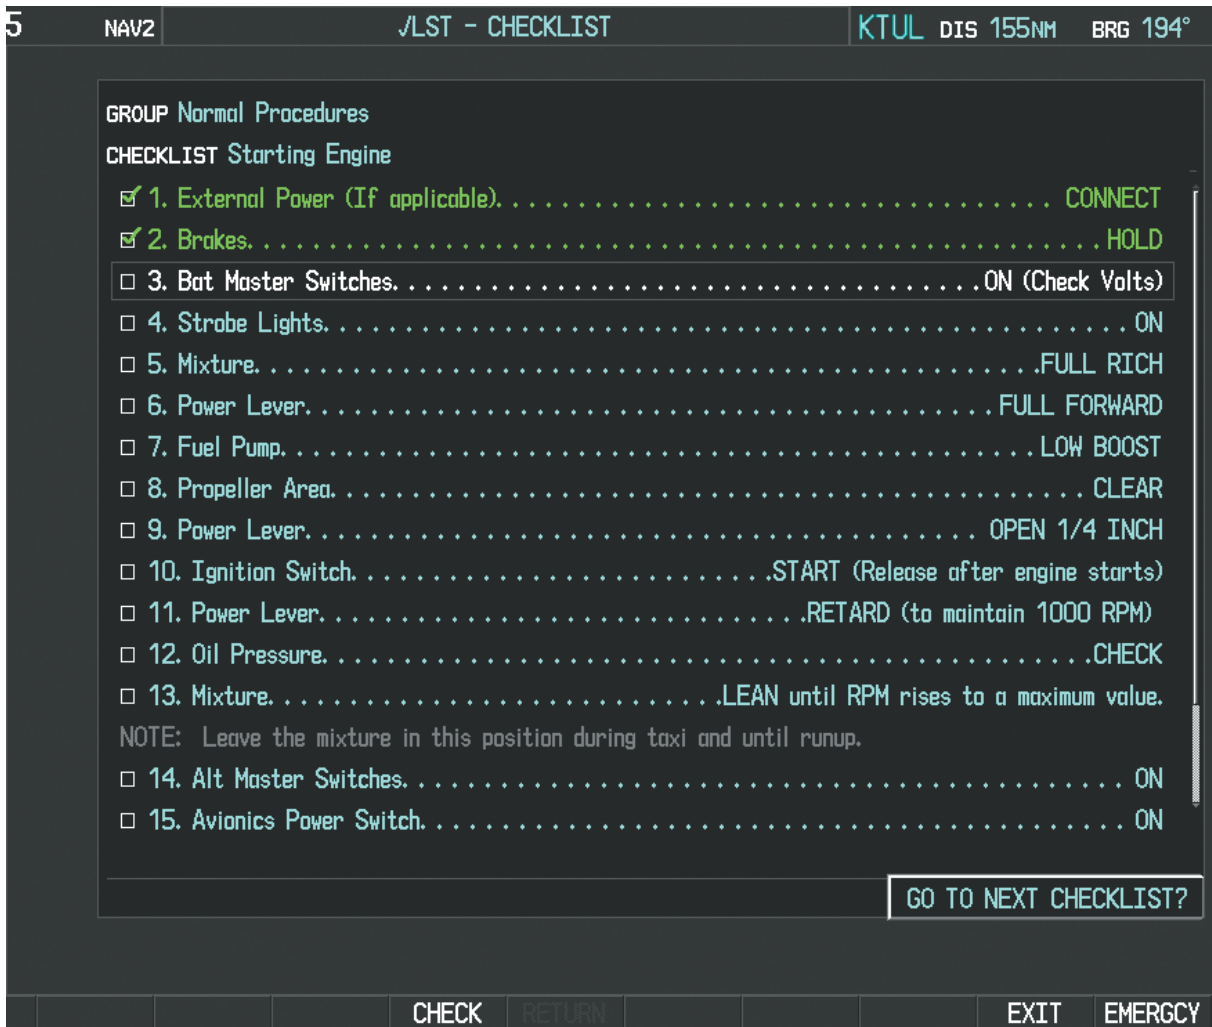 5 NAV2 √LST - CHECKLIST KTUL DIS 155NM BRG 194°
GROUP Normal Procedures
CHECKLIST Starting Engine
1. External Power (If applicable). . . . . . . . . . . . . . . . . . . . . . . . . . . . . . . . . . CONNECT
2. Brakes. . . . . . . . . . . . . . . . . . . . . . . . . . . . . . . . . . . . . . . . . . . . . . . . . . . . HOLD
3. Bat Master Switches. . . . . . . . . . . . . . . . . . . . . . . . . . . . . . . . . . . . ON (Check Volts)
4. Strobe Lights. . . . . . . . . . . . . . . . . . . . . . . . . . . . . . . . . . . . . . . . . . . . . . . . . ON
5. Mixture. . . . . . . . . . . . . . . . . . . . . . . . . . . . . . . . . . . . . . . . . . . . . . . .FULL RICH
6. Power Lever. . . . . . . . . . . . . . . . . . . . . . . . . . . . . . . . . . . . . . . . . . FULL FORWARD
7. Fuel Pump. . . . . . . . . . . . . . . . . . . . . . . . . . . . . . . . . . . . . . . . . . . . . . LOW BOOST
8. Propeller Area. . . . . . . . . . . . . . . . . . . . . . . . . . . . . . . . . . . . . . . . . . . . . . CLEAR
9. Power Lever. . . . . . . . . . . . . . . . . . . . . . . . . . . . . . . . . . . . . . . . . OPEN 1/4 INCH
10. Ignition Switch. . . . . . . . . . . . . . . . . . . . . . . . . .START (Release after engine starts)
11. Power Lever. . . . . . . . . . . . . . . . . . . . . . . . . . . . . .RETARD (to maintain 1000 RPM)
12. Oil Pressure. . . . . . . . . . . . . . . . . . . . . . . . . . . . . . . . . . . . . . . . . . . . . . .CHECK
13. Mixture. . . . . . . . . . . . . . . . . . . . . . . . . . . .LEAN until RPM rises to a maximum value.
NOTE: Leave the mixture in this position during taxi and until runup.
14. Alt Master Switches. . . . . . . . . . . . . . . . . . . . . . . . . . . . . . . . . . . . . . . . . . . . ON
15. Avionics Power Switch. . . . . . . . . . . . . . . . . . . . . . . . . . . . . . . . . . . . . . . . . . . ON
GO TO NEXT CHECKLIST?
CHECK RETURN EXIT EMERGCY